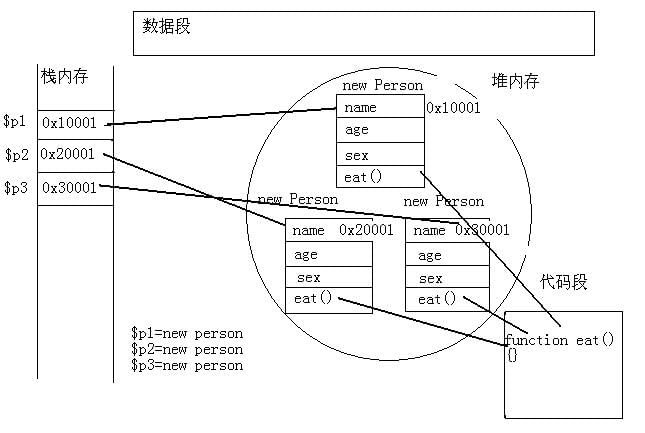 数据段
栈内存
$p1 0x10001
$p2 0x20001
$p3 0x30001
堆内存
new Person
name 0x10001
age
sex
eat()
new Person
name 0x20001
age
sex
eat()
new Person
name 0x30001
age
sex
eat()
代码段
function eat()
{}
$p1=new person
$p2=new person
$p3=new person